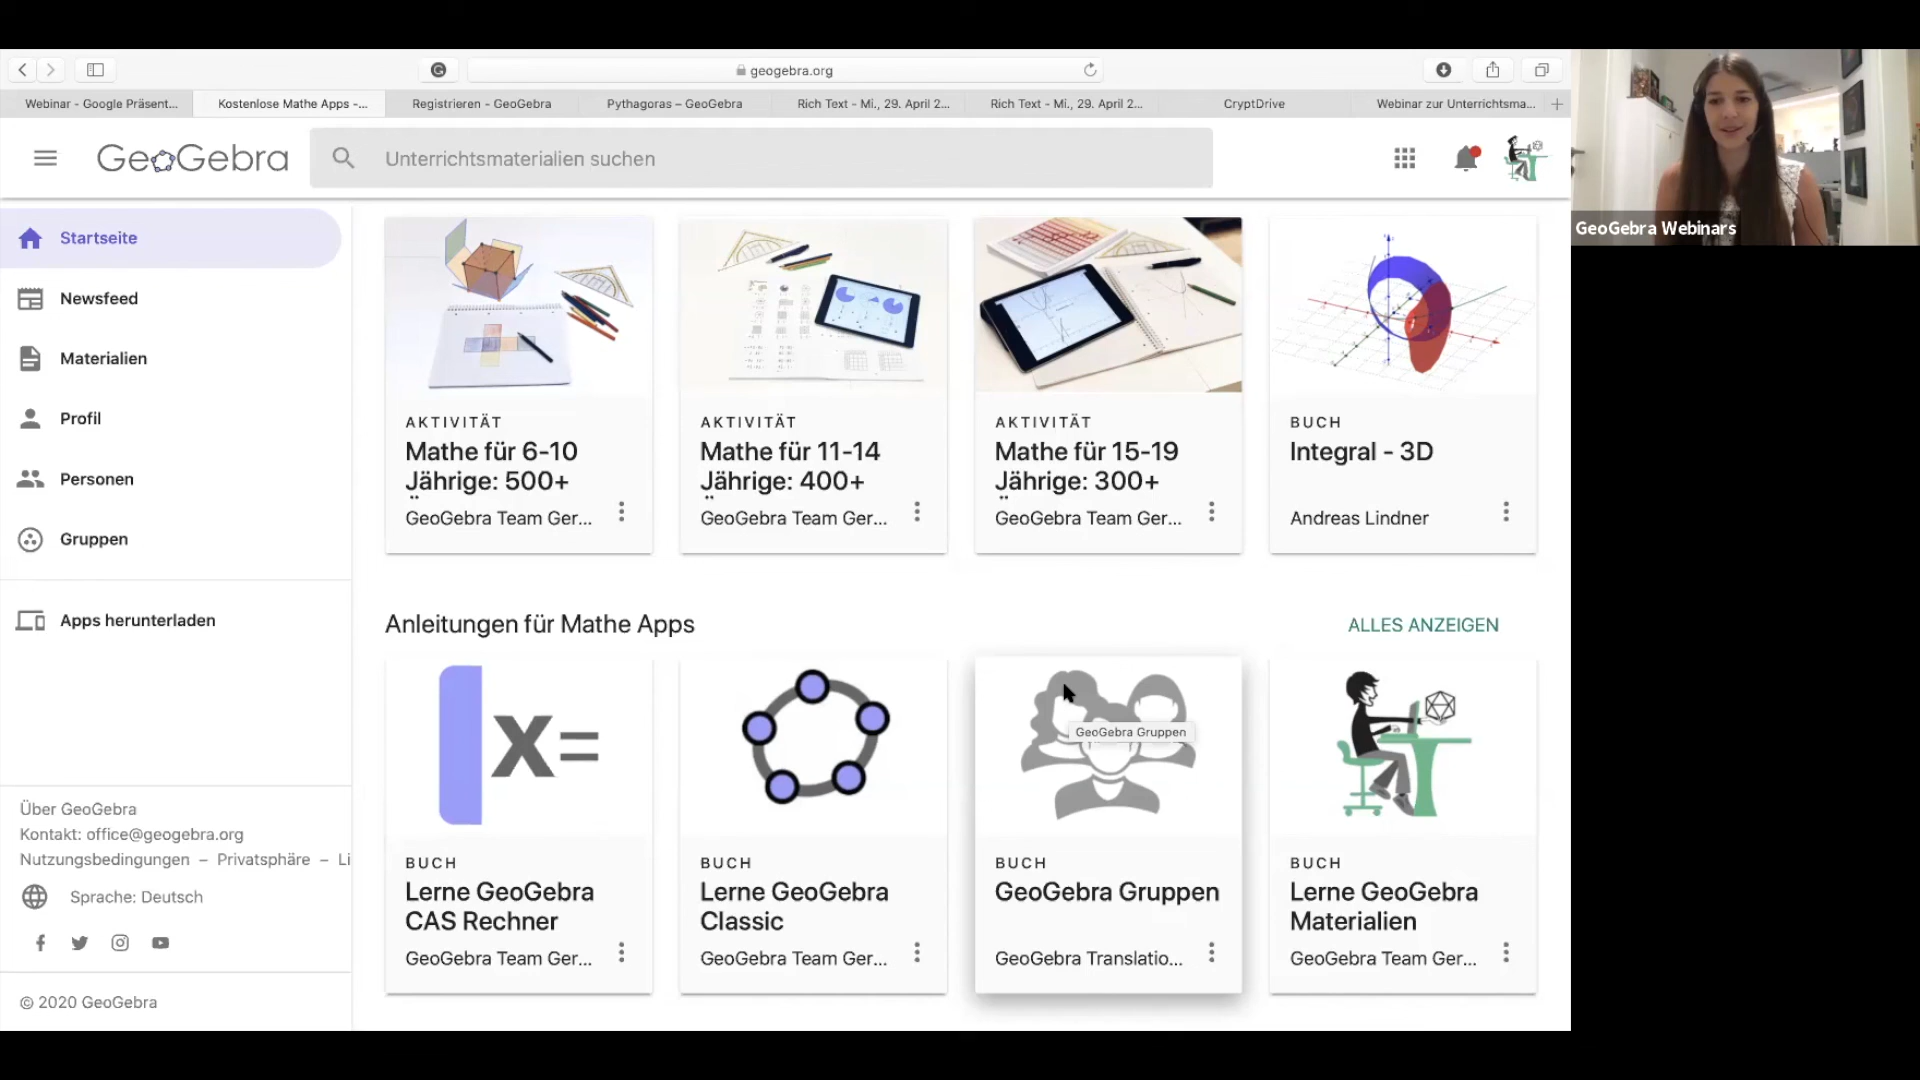 geogebra.org
Webinar - Google Präsent...
Kostenlose Mathe Apps -...
Registrieren - GeoGebra
Pythagoras – GeoGebra
Rich Text - Mi., 29. April 2...
Rich Text - Mi., 29. April 2...
CryptDrive
Webinar zur Unterrichtsma...
GeoGebra
Unterrichtsmaterialien suchen
GeoGebra Webinars
Startseite
Newsfeed
Materialien
Profil
Personen
Gruppen
Apps herunterladen
Über GeoGebra
Kontakt: office@geogebra.org
Nutzungsbedingungen – Privatsphäre – Li
Sprache: Deutsch
© 2020 GeoGebra
AKTIVITÄT
Mathe für 6-10
Jährige: 500+
GeoGebra Team Ger...
AKTIVITÄT
Mathe für 11-14
Jährige: 400+
GeoGebra Team Ger...
AKTIVITÄT
Mathe für 15-19
Jährige: 300+
GeoGebra Team Ger...
BUCH
Integral - 3D
Andreas Lindner
Anleitungen für Mathe Apps
ALLES ANZEIGEN
X=
BUCH
Lerne GeoGebra
CAS Rechner
GeoGebra Team Ger...
BUCH
Lerne GeoGebra
Classic
GeoGebra Team Ger...
GeoGebra Gruppen
BUCH
GeoGebra Gruppen
GeoGebra Translatio...
BUCH
Lerne GeoGebra
Materialien
GeoGebra Team Ger...